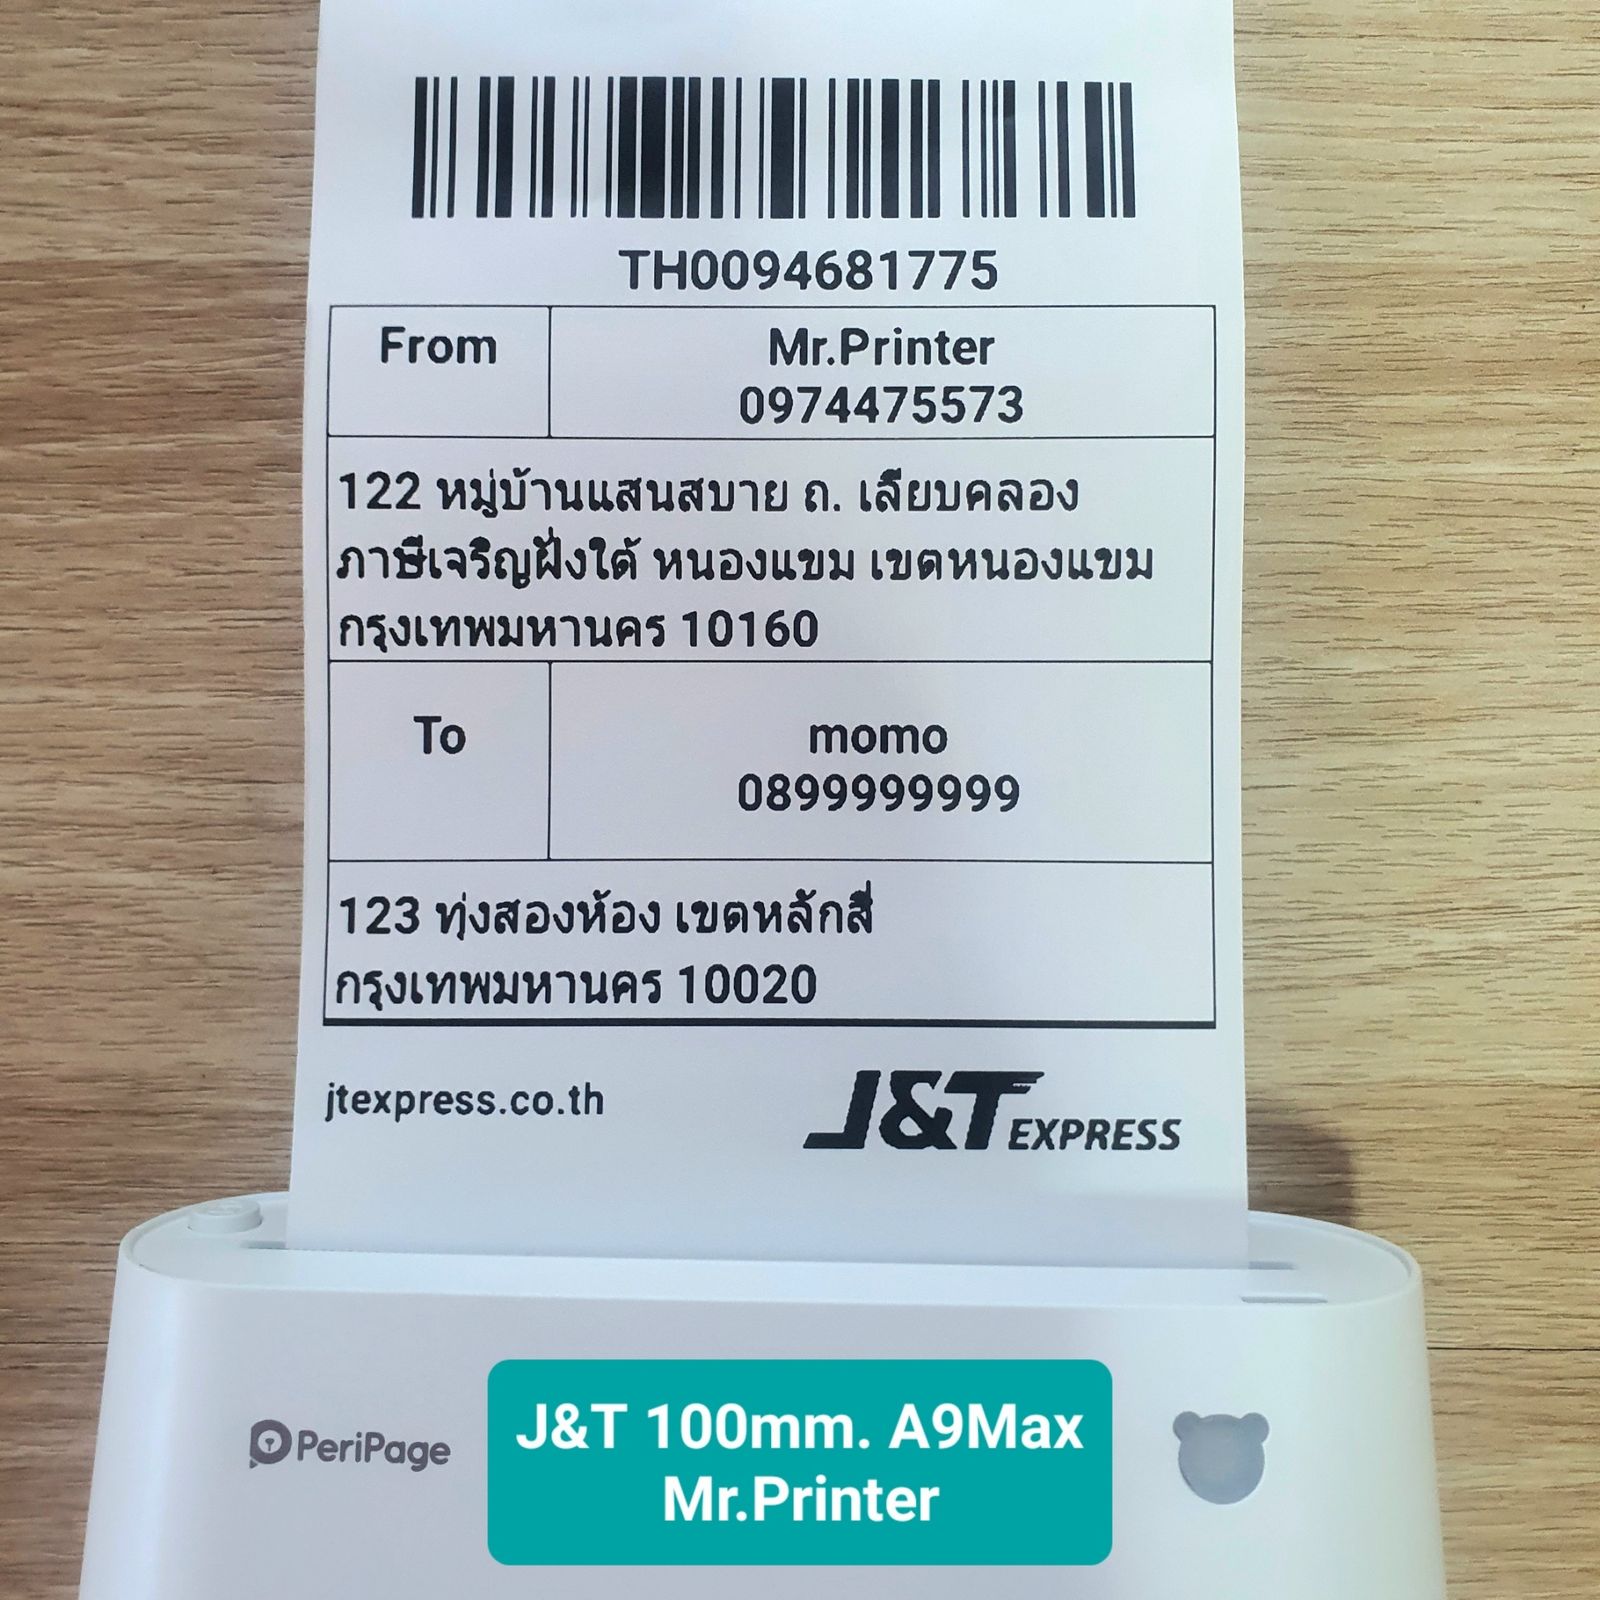 TH0094681775
From
Mr.Printer
0974475573
122 หมู่บ้านแสนสบาย ถ. เลียบคลอง
ภาษีเจริญฝั่งใต้ หนองแขม เขตหนองแขม
กรุงเทพมหานคร 10160
To
momo
0899999999
123 ทุ่งสองห้อง เขตหลักสี่
กรุงเทพมหานคร 10020
jtexpress.co.th
J&T EXPRESS
PeriPage
J&T 100mm. A9Max
Mr.Printer